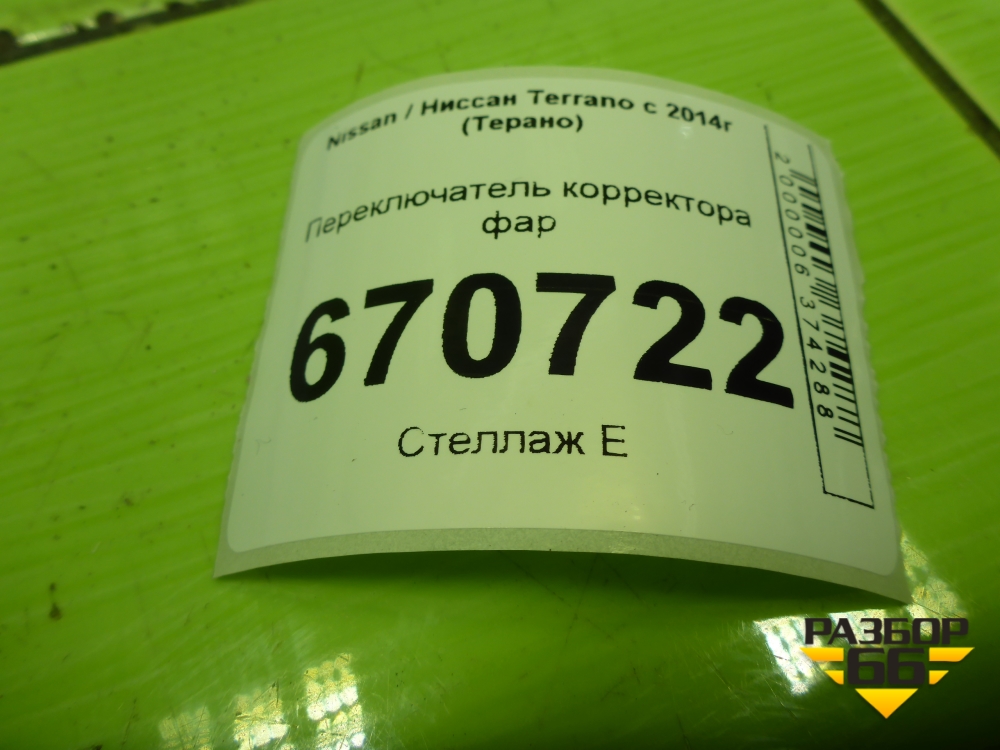 Nissan / Ниссан Terrano с 2014г
(Терано)
Переключатель корректора
фар
670722
Стеллаж Е
2000006374288
РАЗБОР
66